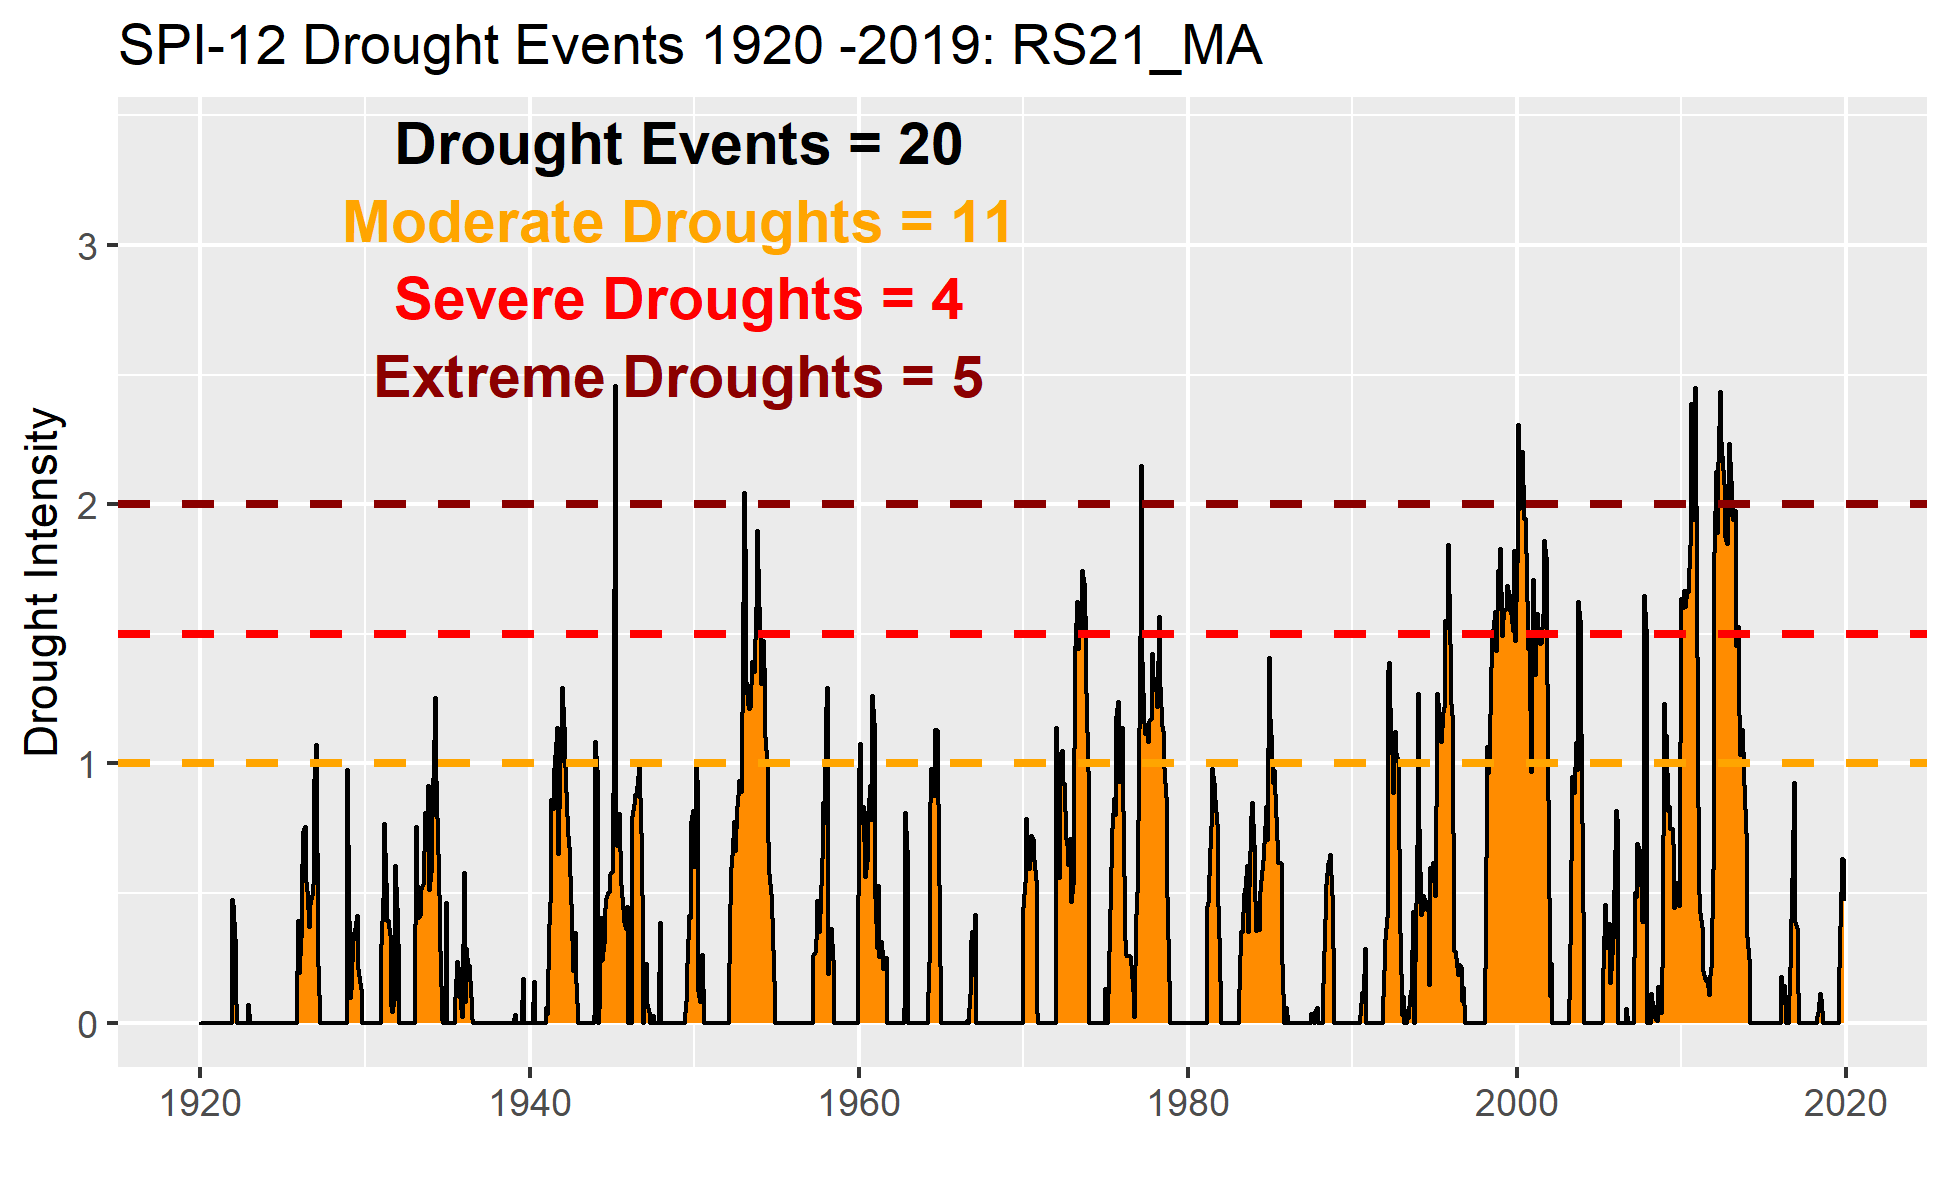 SPI-12 Drought Events 1920 -2019: RS21_MA
Drought Events = 20
Moderate Droughts = 11
Severe Droughts = 4
Extreme Droughts = 5
Drought Intensity
3
2
1
0
1920 1940 1960 1980 2000 2020